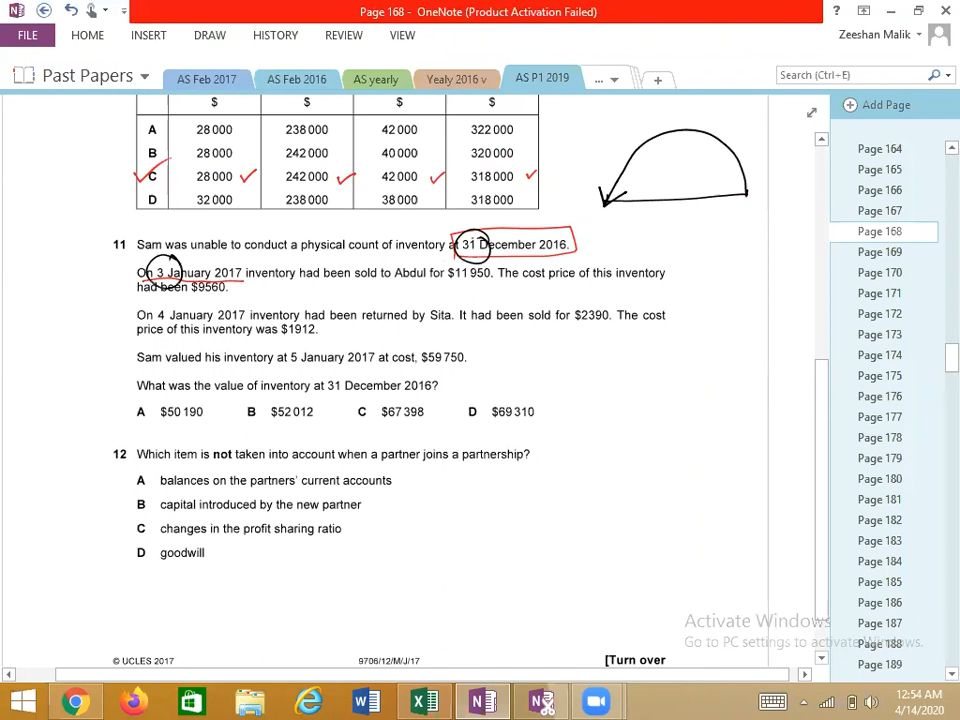 Page 168 - OneNote (Product Activation Failed)
FILE HOME INSERT DRAW HISTORY REVIEW VIEW Zeeshan Malik
Past Papers AS Feb 2017 AS Feb 2016 AS yearly Yealy 2016 v AS P1 2019 ... + Search (Ctrl+E)
Add Page
$ $ $ $
A 28 000 238 000 42 000 322 000
B 28 000 242 000 40 000 320 000
C 28 000 242 000 42 000 318 000
D 32 000 238 000 38 000 318 000
11 Sam was unable to conduct a physical count of inventory at 31 December 2016.
On 3 January 2017 inventory had been sold to Abdul for $11 950. The cost price of this inventory
had been $9560.
On 4 January 2017 inventory had been returned by Sita. It had been sold for $2390. The cost
price of this inventory was $1912.
Sam valued his inventory at 5 January 2017 at cost, $59 750.
What was the value of inventory at 31 December 2016?
A $50 190 B $52 012 C $67 398 D $69 310
12 Which item is not taken into account when a partner joins a partnership?
A balances on the partners' current accounts
B capital introduced by the new partner
C changes in the profit sharing ratio
D goodwill
© UCLES 2017 9706/12/M/J/17 [Turn over
Page 164
Page 165
Page 166
Page 167
Page 168
Page 169
Page 170
Page 171
Page 172
Page 173
Page 174
Page 175
Page 176
Page 177
Page 178
Page 179
Page 180
Page 181
Page 182
Page 183
Page 184
Page 185
Page 186
Page 187
Page 188
Page 189
Activate Windows
Go to PC settings to activate Windows.
12:54 AM
4/14/2020